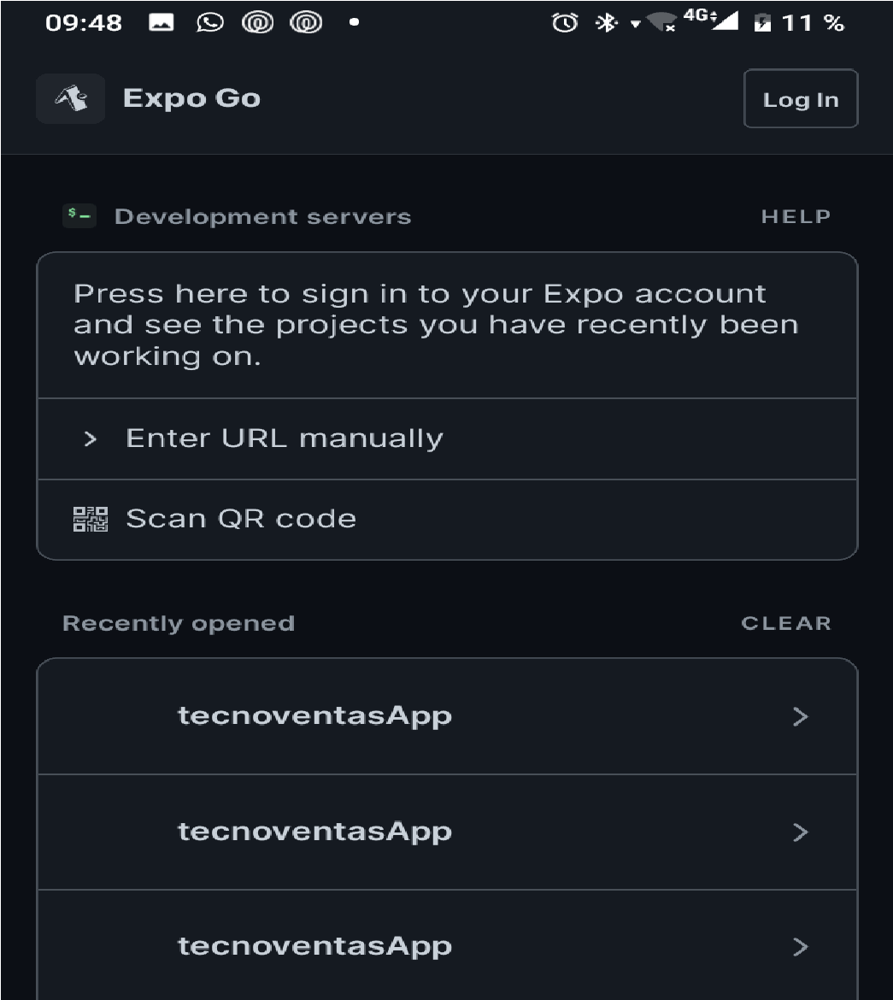 09:48 4G 11 %
Expo Go
Log In
$ Development servers
HELP
Press here to sign in to your Expo account
and see the projects you have recently been
working on.
Enter URL manually
Scan QR code
Recently opened
CLEAR
tecnoventasApp
tecnoventasApp
tecnoventasApp